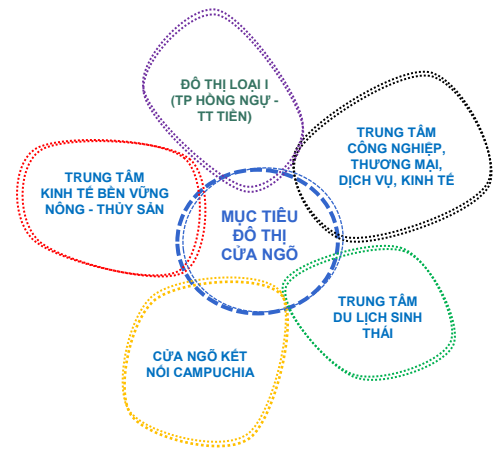 ĐÔ THỊ LOẠI I
(TP HỒNG NGỰ -
TT TIỀN)
TRUNG TÂM
CÔNG NGHIỆP,
THƯƠNG MẠI,
DỊCH VỤ, KINH TẾ
TRUNG TÂM
KINH TẾ BỀN VỮNG
NÔNG - THỦY SẢN
MỤC TIÊU
ĐÔ THỊ
CỬA NGÕ
TRUNG TÂM
DU LỊCH SINH
THÁI
CỬA NGÕ KẾT
NỐI CAMPUCHIA